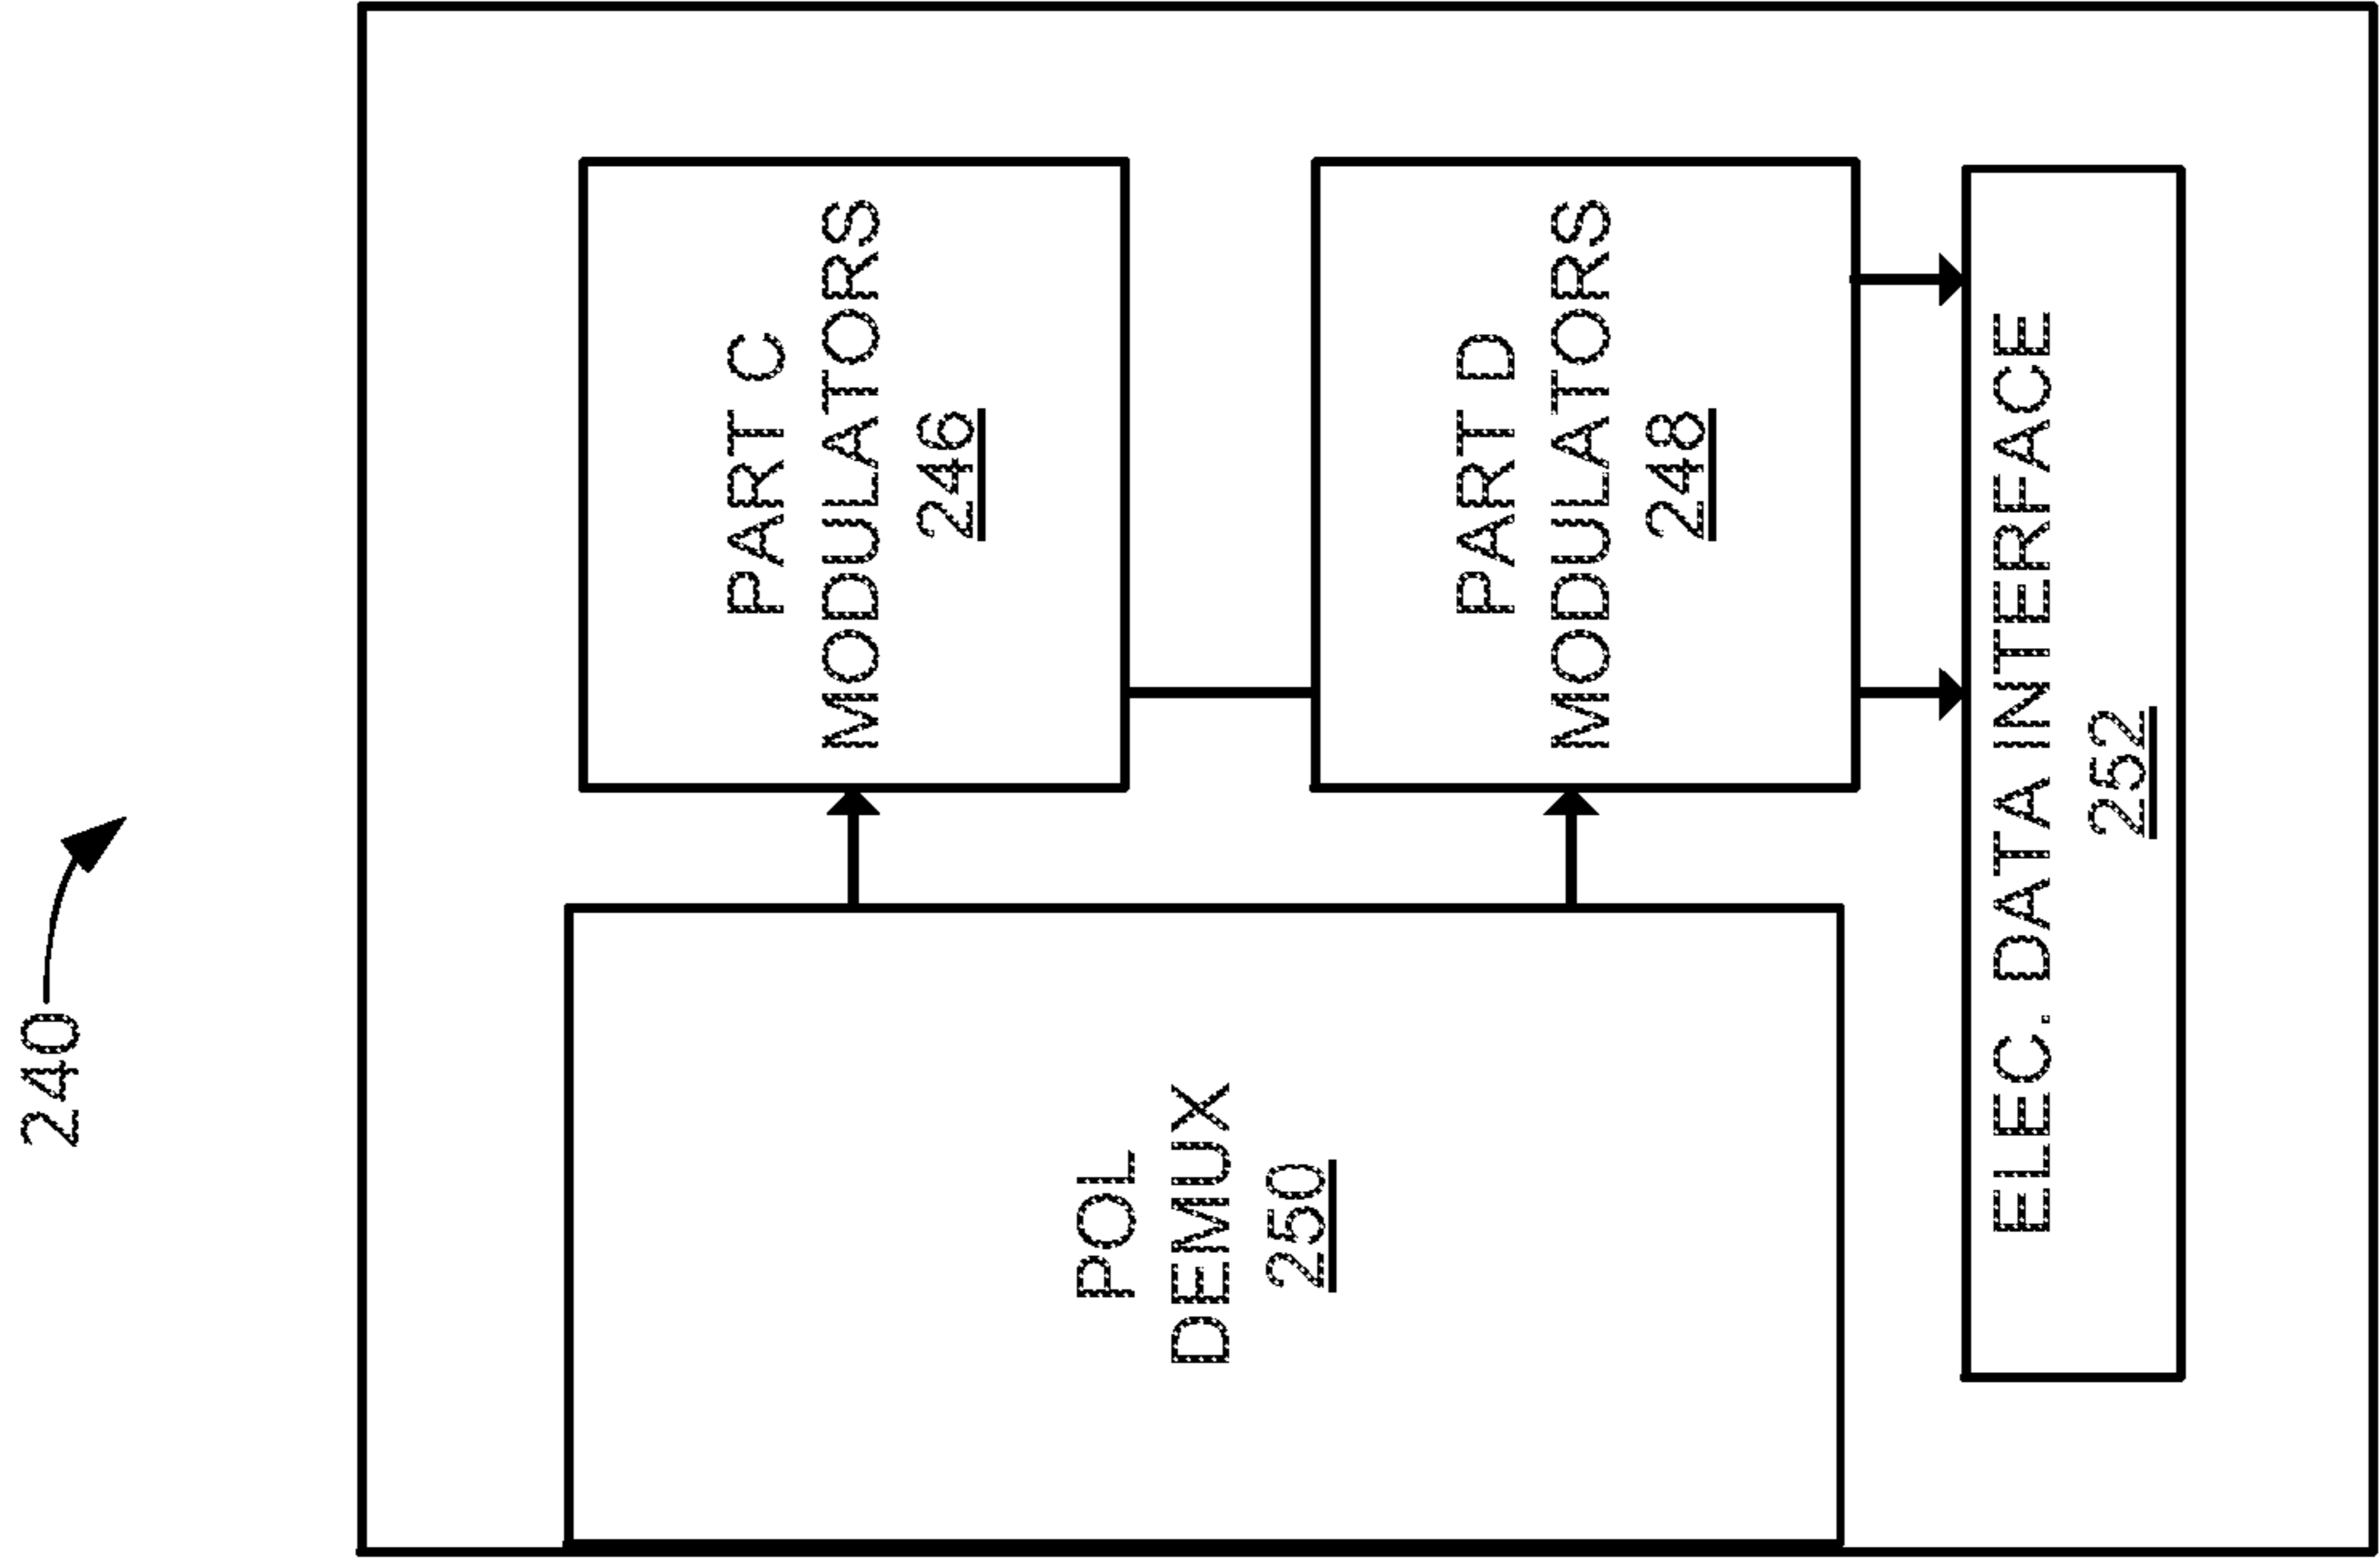 240
PART C
MODULATORS
246
PART D
MODULATORS
248
POL
DEMUX
250
ELEC. DATA INTERFACE
252